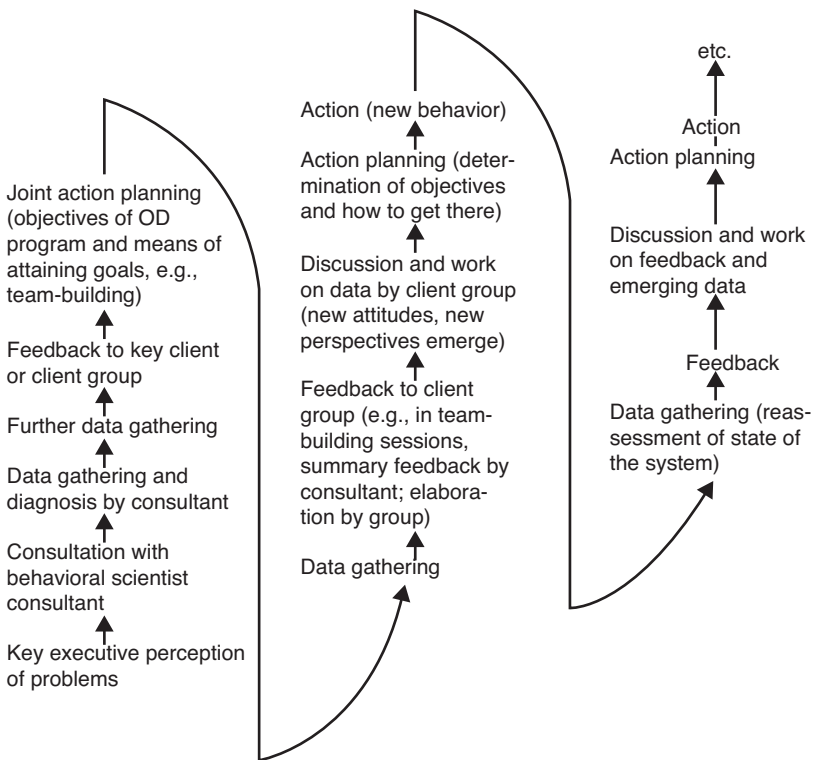 Joint action planning
(objectives of OD
program and means of
attaining goals, e.g.,
team-building)
Feedback to key client
or client group
Further data gathering
Data gathering and
diagnosis by consultant
Consultation with
behavioral scientist
consultant
Key executive perception
of problems
Action (new behavior)
Action planning (deter-
mination of objectives
and how to get there)
Discussion and work
on data by client group
(new attitudes, new
perspectives emerge)
Feedback to client
group (e.g., in team-
building sessions,
summary feedback by
consultant; elabora-
tion by group)
Data gathering
etc.
Action
Action planning
Discussion and work
on feedback and
emerging data
Feedback
Data gathering (reas-
sessment of state of
the system)